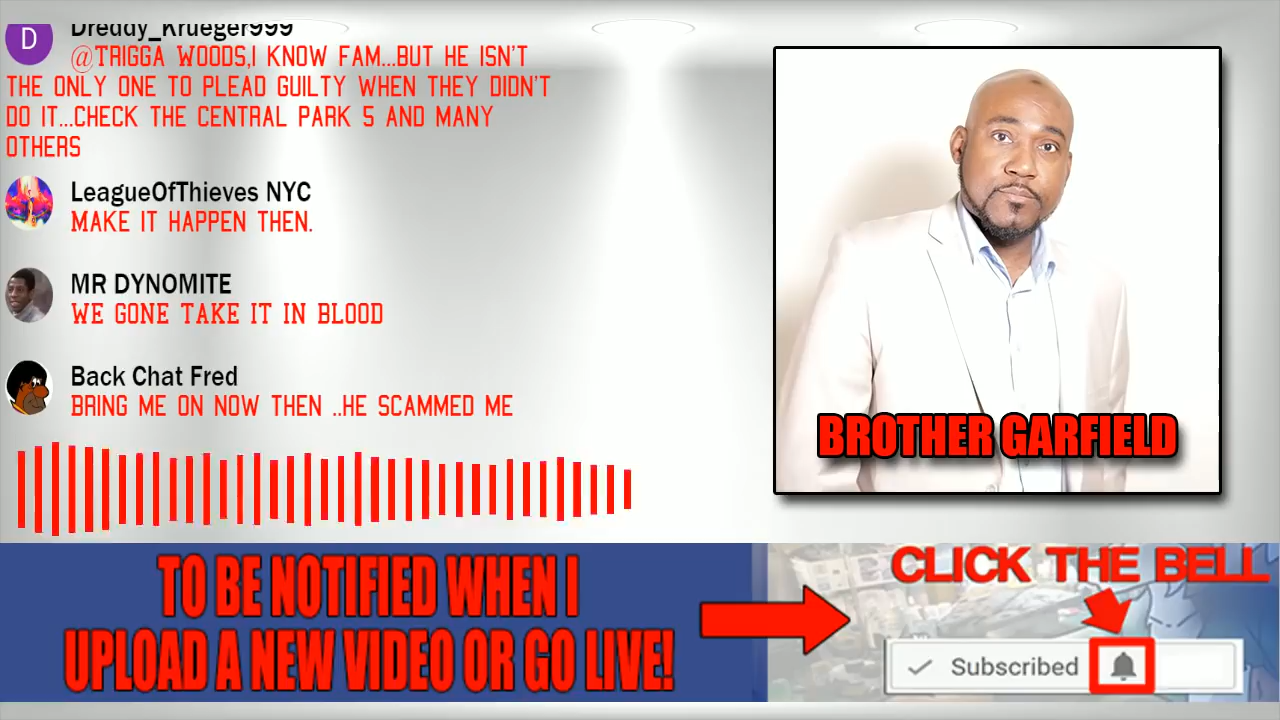 D
Dreddy_Krueger999
@TRIGGA WOODS,I KNOW FAM...BUT HE ISN'T
THE ONLY ONE TO PLEAD GUILTY WHEN THEY DIDN'T
DO IT...CHECK THE CENTRAL PARK 5 AND MANY
OTHERS
LeagueOfThieves NYC
MAKE IT HAPPEN THEN.
MR DYNOMITE
WE GONE TAKE IT IN BLOOD
Back Chat Fred
BRING ME ON NOW THEN ..HE SCAMMED ME
BROTHER GARFIELD
TO BE NOTIFIED WHEN I
UPLOAD A NEW VIDEO OR GO LIVE!
CLICK THE BELL
Subscribed